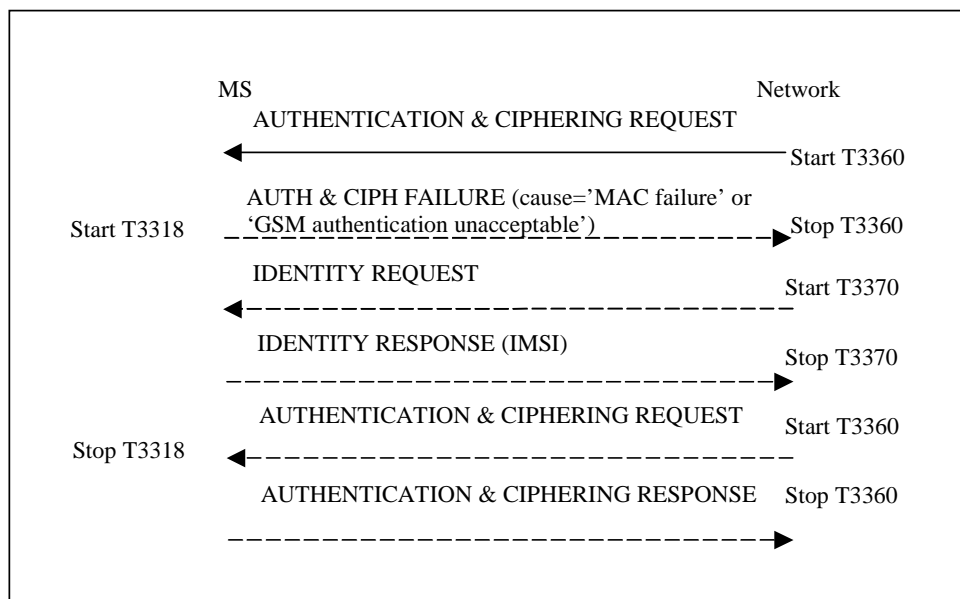 MS
Network
AUTHENTICATION & CIPHERING REQUEST
Start T3360
AUTH & CIPH FAILURE (cause=’MAC failure’ or
‘GSM authentication unacceptable’)
Start T3318
Stop T3360
IDENTITY REQUEST
Start T3370
IDENTITY RESPONSE (IMSI)
Stop T3370
AUTHENTICATION & CIPHERING REQUEST
Start T3360
Stop T3318
AUTHENTICATION & CIPHERING RESPONSE
Stop T3360